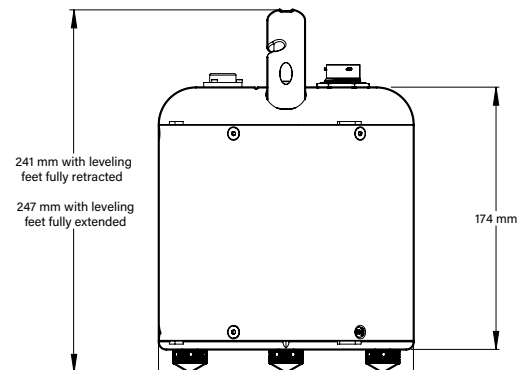 241 mm with leveling
feet fully retracted
247 mm with leveling
feet fully extended
174 mm